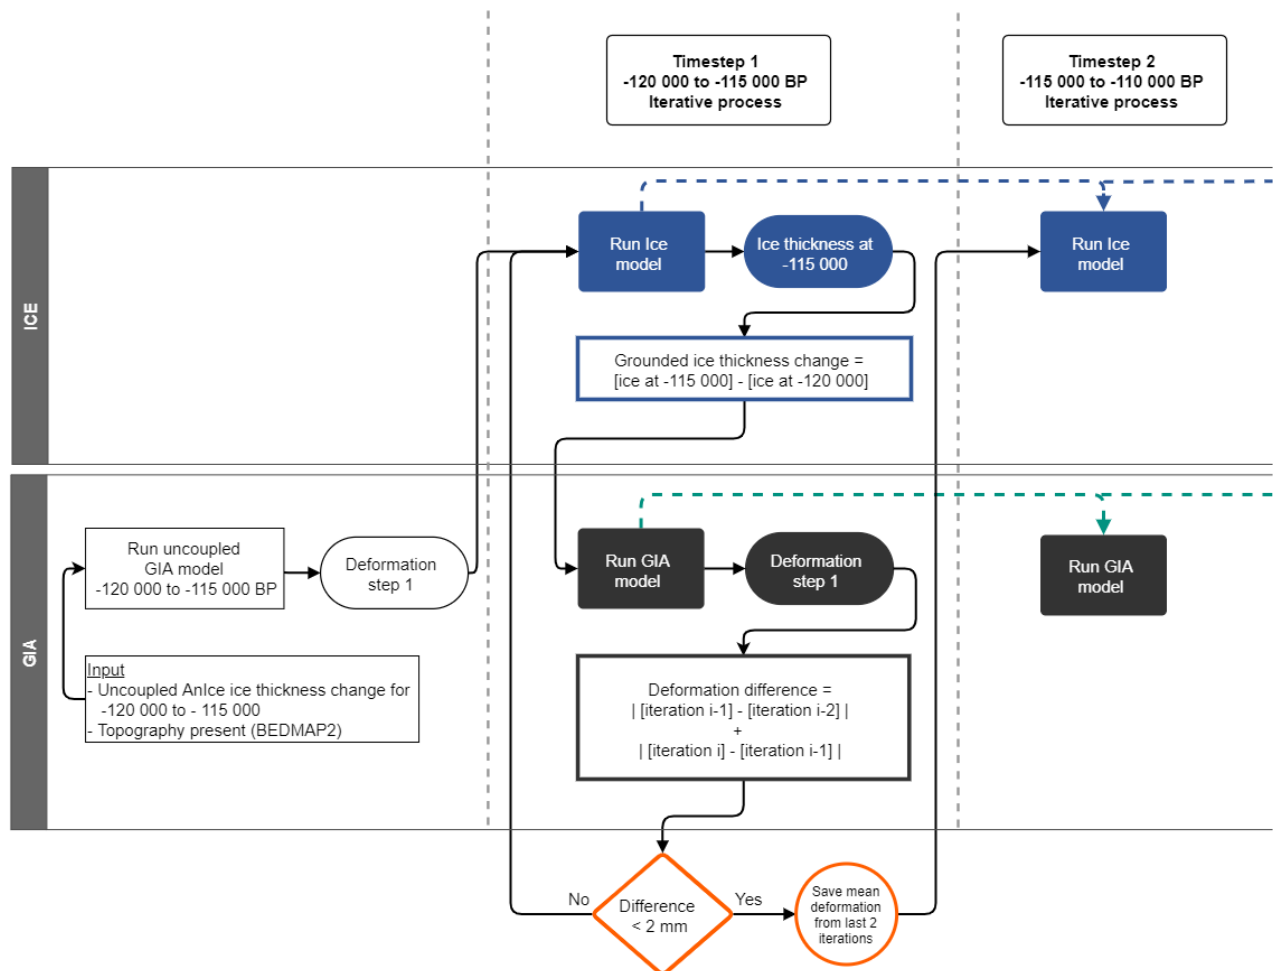 Timestep 1
-120 000 to -115 000 BP
Iterative process
Timestep 2
-115 000 to -110 000 BP
Iterative process
ICE
Run Ice
model
Ice thickness at
-115 000
Run Ice
model
Grounded ice thickness change =
[ice at -115 000] - [ice at -120 000]
GIA
Run uncoupled
GIA model
-120 000 to -115 000 BP
Deformation
step 1
Run GIA
model
Deformation
step 1
Run GIA
model
Input
- Uncoupled AnIce ice thickness change for
-120 000 to - 115 000
- Topography present (BEDMAP2)
Deformation difference =
| [iteration i-1] - [iteration i-2] |
+
| [iteration i] - [iteration i-1] |
No
Difference
< 2 mm
Yes
Save mean
deformation
from last 2
iterations